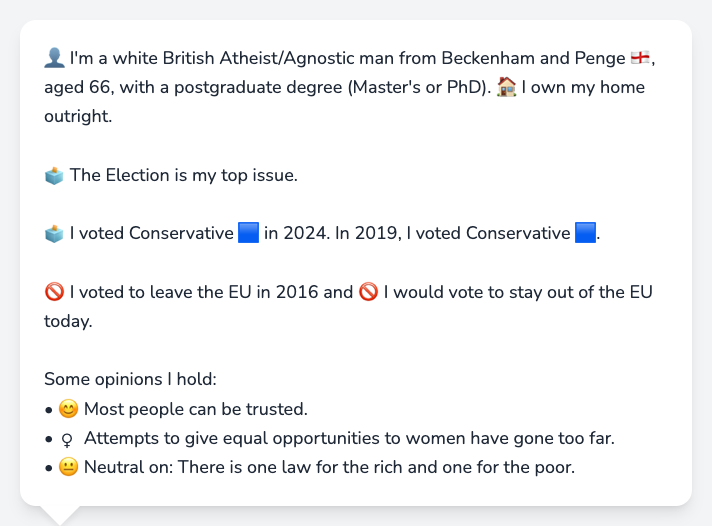 👤 I'm a white British Atheist/Agnostic man from Beckenham and Penge 🏴󠁧󠁢󠁥󠁮󠁧󠁿,
aged 66, with a postgraduate degree (Master's or PhD). 🏠 I own my home
outright.
🗳️ The Election is my top issue.
🗳️ I voted Conservative 🟦 in 2024. In 2019, I voted Conservative 🟦.
🚫 I voted to leave the EU in 2016 and 🚫 I would vote to stay out of the EU
today.
Some opinions I hold:
• 😊 Most people can be trusted.
• ♀ Attempts to give equal opportunities to women have gone too far.
• 😐 Neutral on: There is one law for the rich and one for the poor.